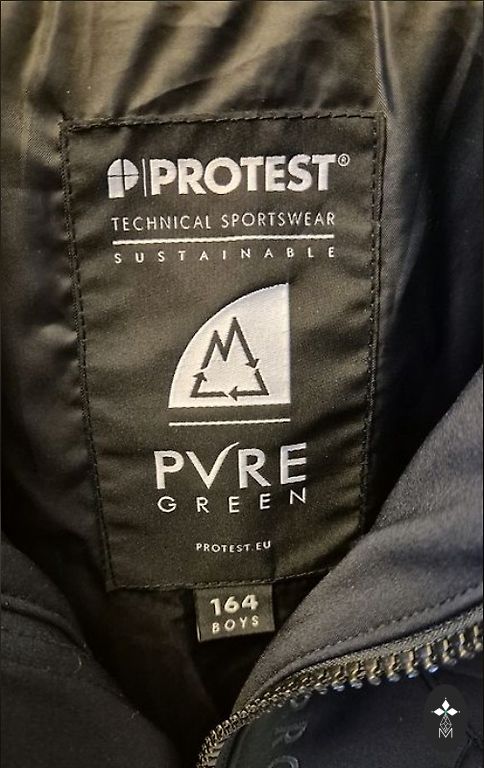 PROTEST®
TECHNICAL SPORTSWEAR
SUSTAINABLE
PVRE
GREEN
PROTEST.EU
164
BOYS